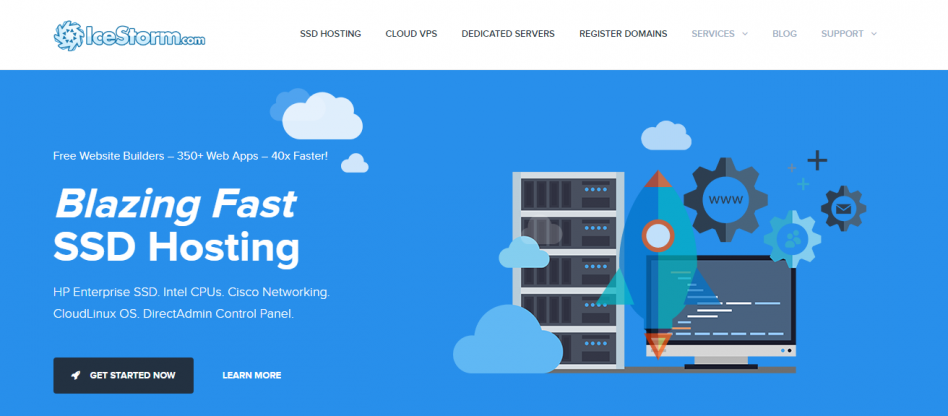 IceStorm.com
SSD HOSTING
CLOUD VPS
DEDICATED SERVERS
REGISTER DOMAINS
SERVICES
BLOG
SUPPORT
Free Website Builders – 350+ Web Apps – 40x Faster!
Blazing Fast
SSD Hosting
HP Enterprise SSD. Intel CPUs. Cisco Networking.
CloudLinux OS. DirectAdmin Control Panel.
GET STARTED NOW
LEARN MORE
WWW